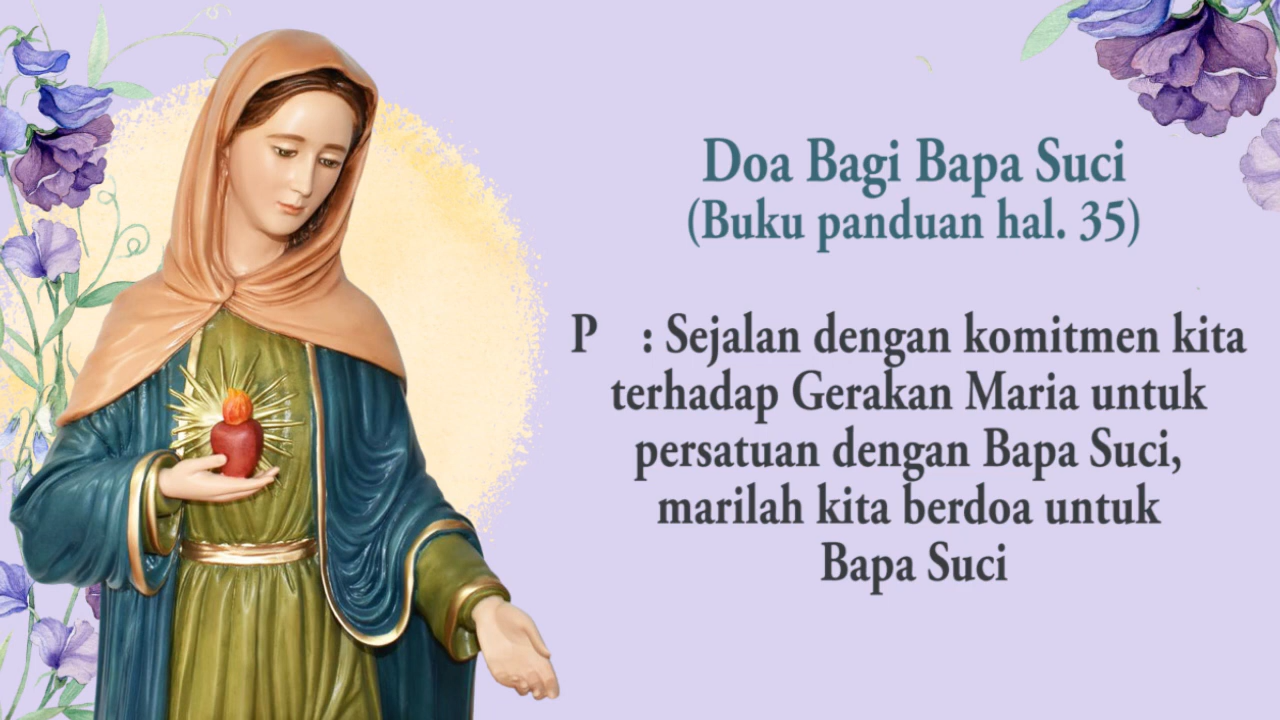 Doa Bagi Bapa Suci
(Buku panduan hal. 35)
P : Sejalan dengan komitmen kita
terhadap Gerakan Maria untuk
persatuan dengan Bapa Suci,
marilah kita berdoa untuk
Bapa Suci